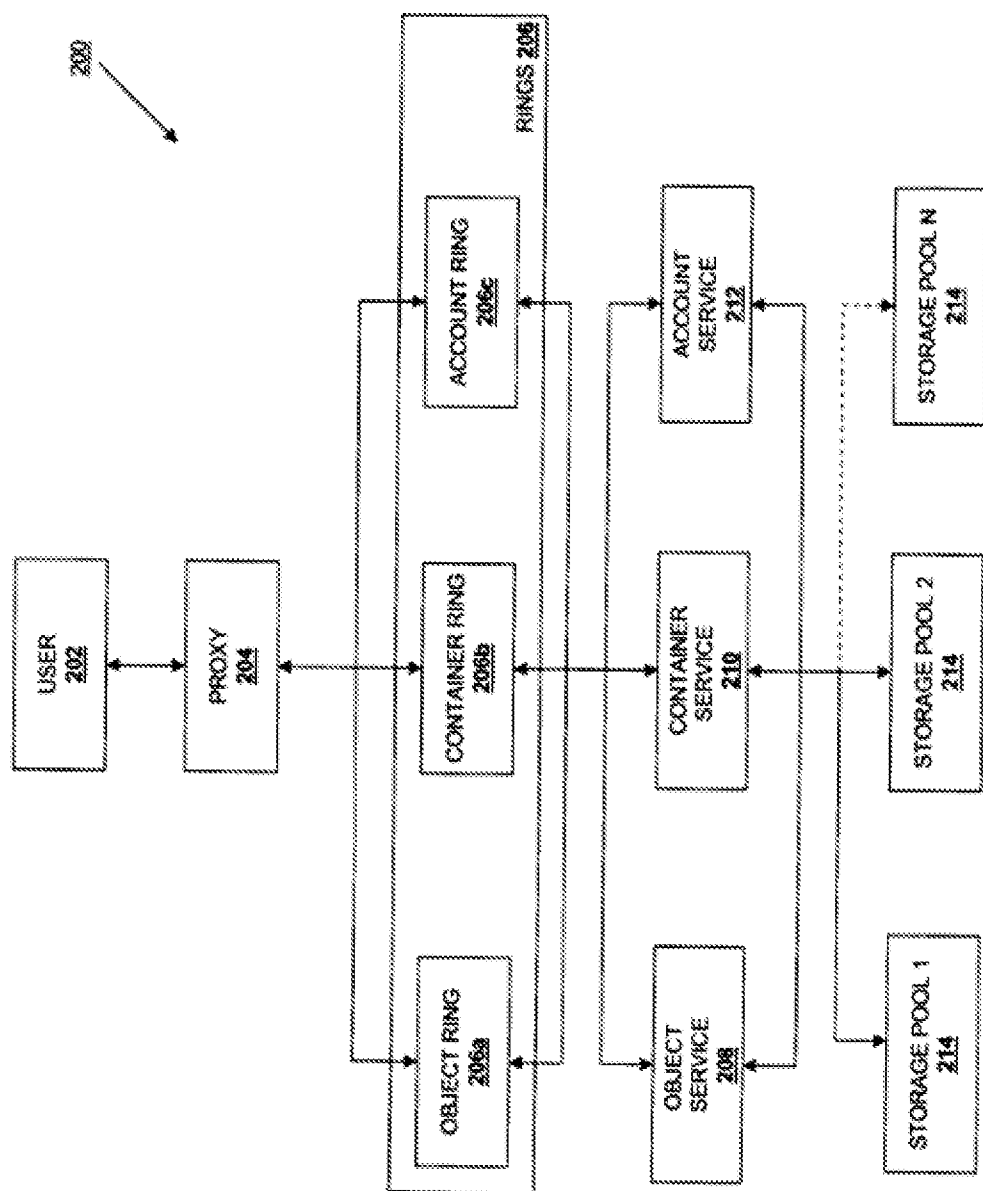 200
USER
202
PROXY
204
RINGS 206
OBJECT RING
206a
CONTAINER RING
206b
ACCOUNT RING
206c
OBJECT
SERVICE
208
CONTAINER
SERVICE
210
ACCOUNT
SERVICE
212
STORAGE POOL 1
214
STORAGE POOL 2
214
STORAGE POOL N
214